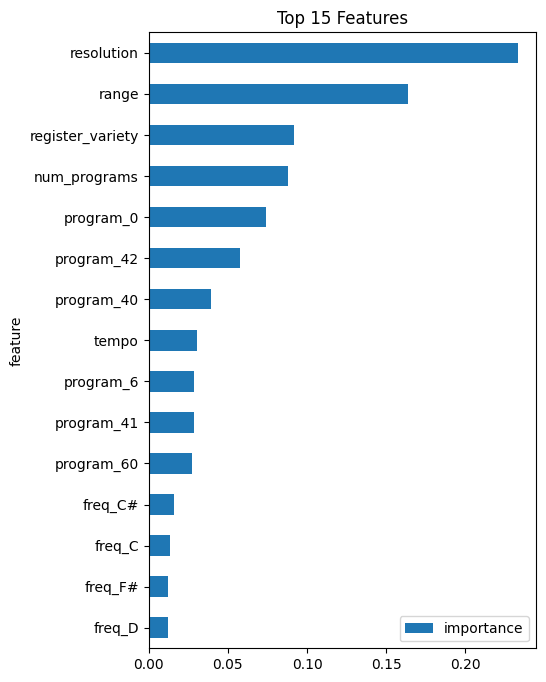 Top 15 Features
feature
resolution
range
register_variety
num_programs
program_0
program_42
program_40
tempo
program_6
program_41
program_60
freq_C#
freq_C
freq_F#
freq_D
importance
0.00 0.05 0.10 0.15 0.20